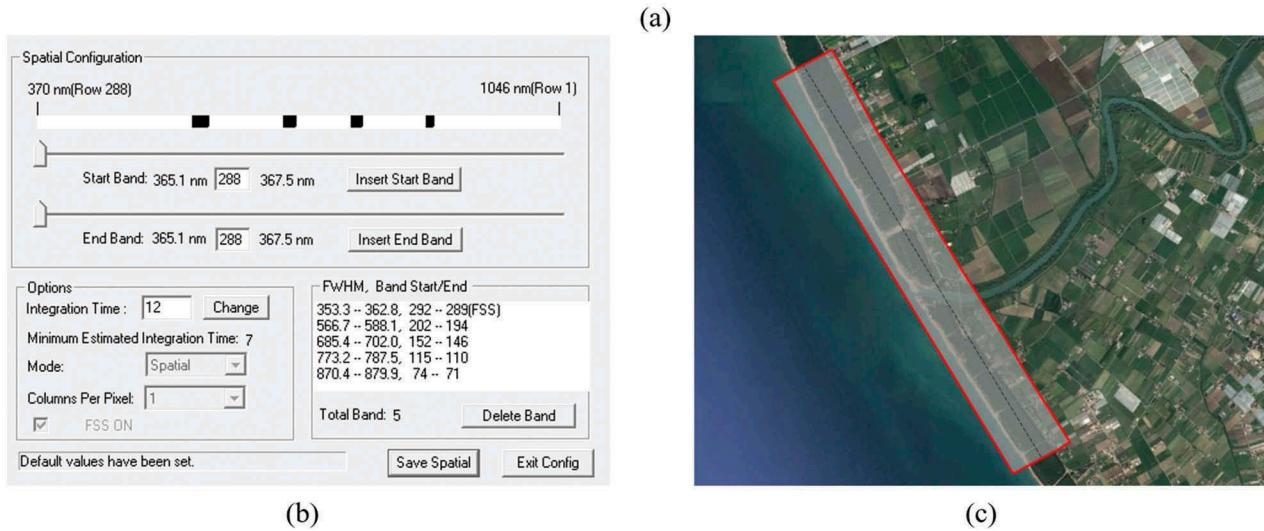 (a)
Spatial Configuration
370 nm(Row 288) 1046 nm(Row 1)
Start Band: 365.1 nm 288 367.5 nm Insert Start Band
End Band: 365.1 nm 288 367.5 nm Insert End Band
Options
Integration Time : 12 Change
Minimum Estimated Integration Time: 7
Mode: Spatial
Columns Per Pixel: 1
FSS ON
FWHM, Band Start/End
353.3 -- 362.8, 292 -- 289(FSS)
566.7 -- 588.1, 202 -- 194
685.4 -- 702.0, 152 -- 146
773.2 -- 787.5, 115 -- 110
870.4 -- 879.9, 74 -- 71
Total Band: 5 Delete Band
Default values have been set.
Save Spatial Exit Config
(b)
(c)